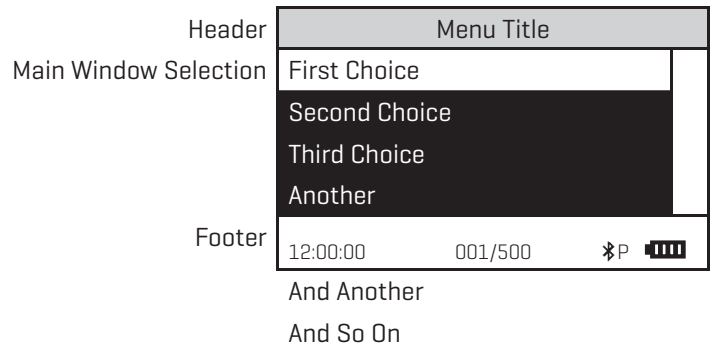 Header
Menu Title
Main Window Selection
First Choice
Second Choice
Third Choice
Another
Footer
12:00:00 001/500 P
And Another
And So On